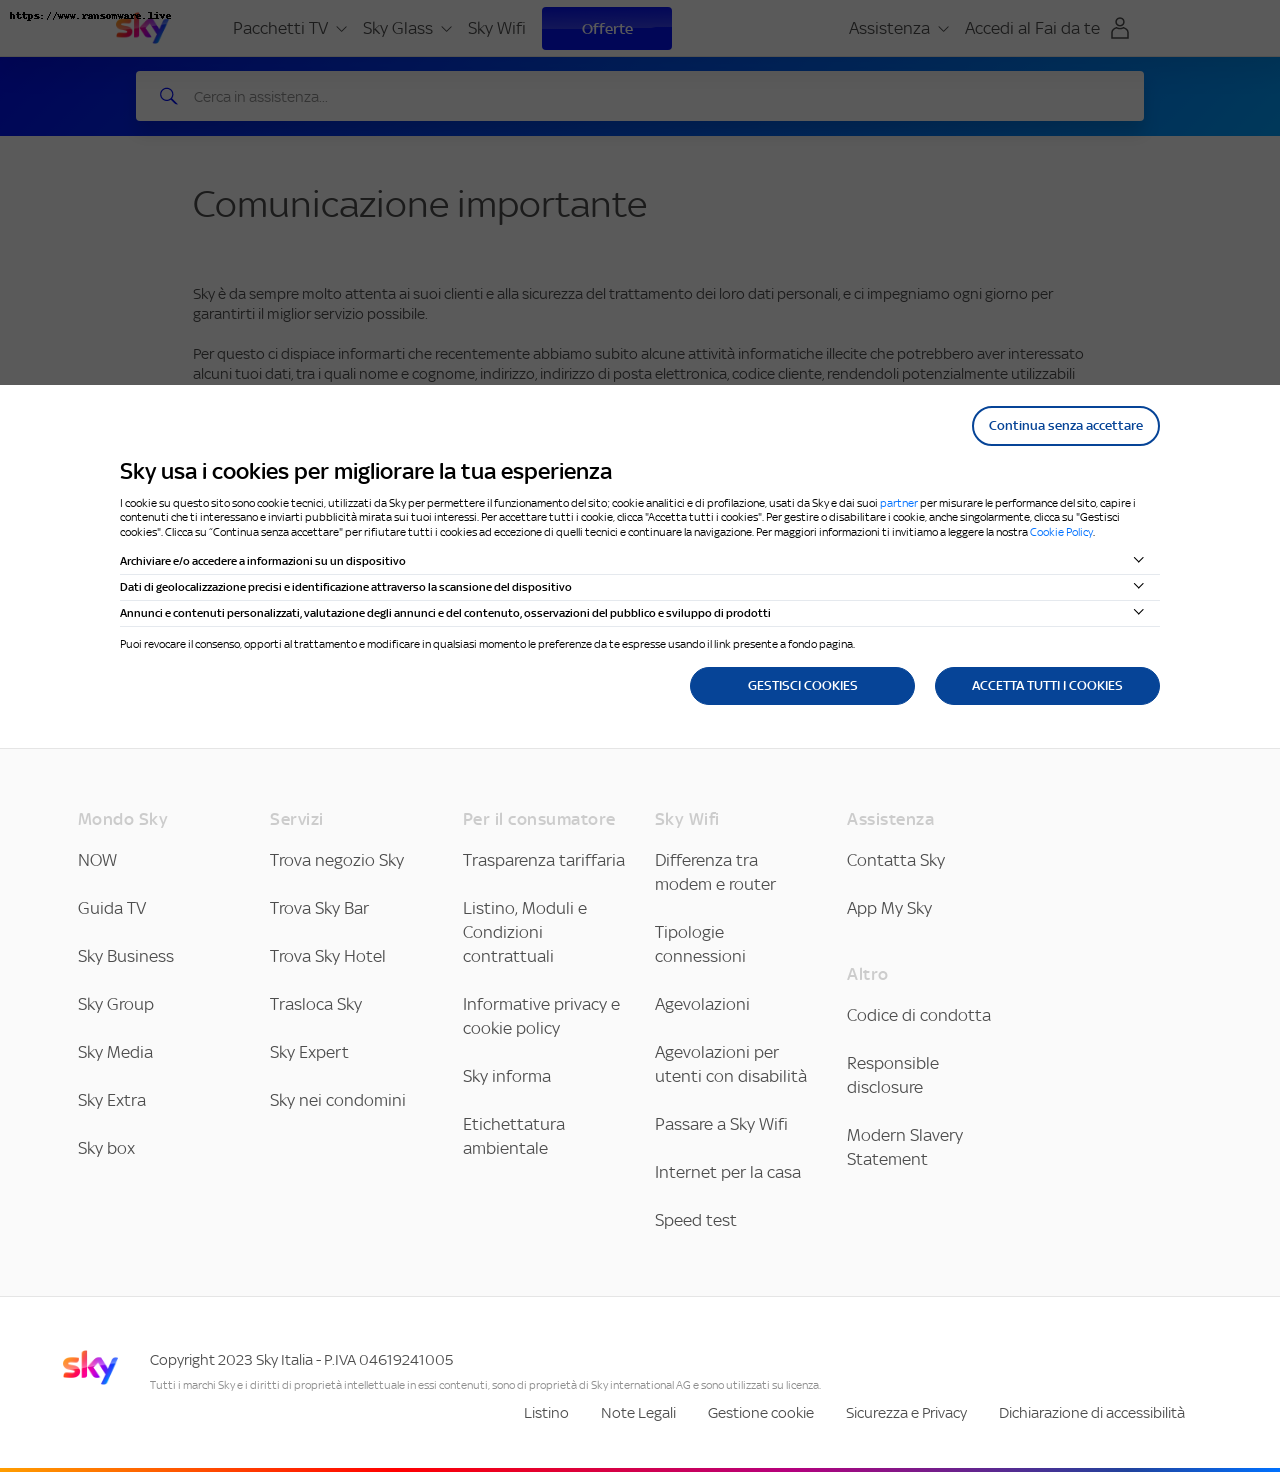 https://www.ransomware.live
sky
Pacchetti TV
Sky Glass
Sky Wifi
Offerte
Assistenza
Accedi al Fai da te
Cerca in assistenza...
Comunicazione importante
Sky è da sempre molto attenta ai suoi clienti e alla sicurezza del trattamento dei loro dati personali, e ci impegniamo ogni giorno per
garantirti il miglior servizio possibile.
Per questo ci dispiace informarti che recentemente abbiamo subito alcune attività informatiche illecite che potrebbero aver interessato
alcuni tuoi dati, tra i quali nome e cognome, indirizzo, indirizzo di posta elettronica, codice cliente, rendendoli potenzialmente utilizzabili
Continua senza accettare
Sky usa i cookies per migliorare la tua esperienza
I cookie su questo sito sono cookie tecnici, utilizzati da Sky per permettere il funzionamento del sito; cookie analitici e di profilazione, usati da Sky e dai suoi partner per misurare le performance del sito, capire i
contenuti che ti interessano e inviarti pubblicità mirata sui tuoi interessi. Per accettare tutti i cookie, clicca "Accetta tutti i cookies". Per gestire o disabilitare i cookie, anche singolarmente, clicca su "Gestisci
cookies". Clicca su "Continua senza accettare" per rifiutare tutti i cookies ad eccezione di quelli tecnici e continuare la navigazione. Per maggiori informazioni ti invitiamo a leggere la nostra Cookie Policy.
Archiviare e/o accedere a informazioni su un dispositivo
Dati di geolocalizzazione precisi e identificazione attraverso la scansione del dispositivo
Annunci e contenuti personalizzati, valutazione degli annunci e del contenuto, osservazioni del pubblico e sviluppo di prodotti
Puoi revocare il consenso, opporti al trattamento e modificare in qualsiasi momento le preferenze da te espresse usando il link presente a fondo pagina.
GESTISCI COOKIES
ACCETTA TUTTI I COOKIES
Mondo Sky
NOW
Guida TV
Sky Business
Sky Group
Sky Media
Sky Extra
Sky box
Servizi
Trova negozio Sky
Trova Sky Bar
Trova Sky Hotel
Trasloca Sky
Sky Expert
Sky nei condomini
Per il consumatore
Trasparenza tariffaria
Listino, Moduli e
Condizioni
contrattuali
Informative privacy e
cookie policy
Sky informa
Etichettatura
ambientale
Sky Wifi
Differenza tra
modem e router
Tipologie
connessioni
Agevolazioni
Agevolazioni per
utenti con disabilità
Passare a Sky Wifi
Internet per la casa
Speed test
Assistenza
Contatta Sky
App My Sky
Altro
Codice di condotta
Responsible
disclosure
Modern Slavery
Statement
sky
Copyright 2023 Sky Italia - P.IVA 04619241005
Tutti i marchi Sky e i diritti di proprietà intellettuale in essi contenuti, sono di proprietà di Sky international AG e sono utilizzati su licenza.
Listino
Note Legali
Gestione cookie
Sicurezza e Privacy
Dichiarazione di accessibilità